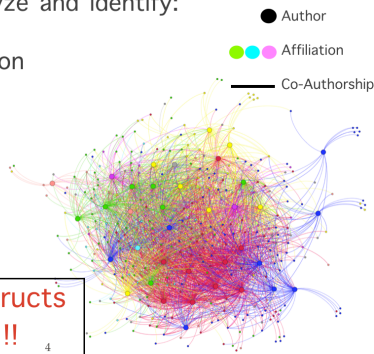 yze and identify:
on
Author
Affiliation
Co-Authorship
ructs
!!
4